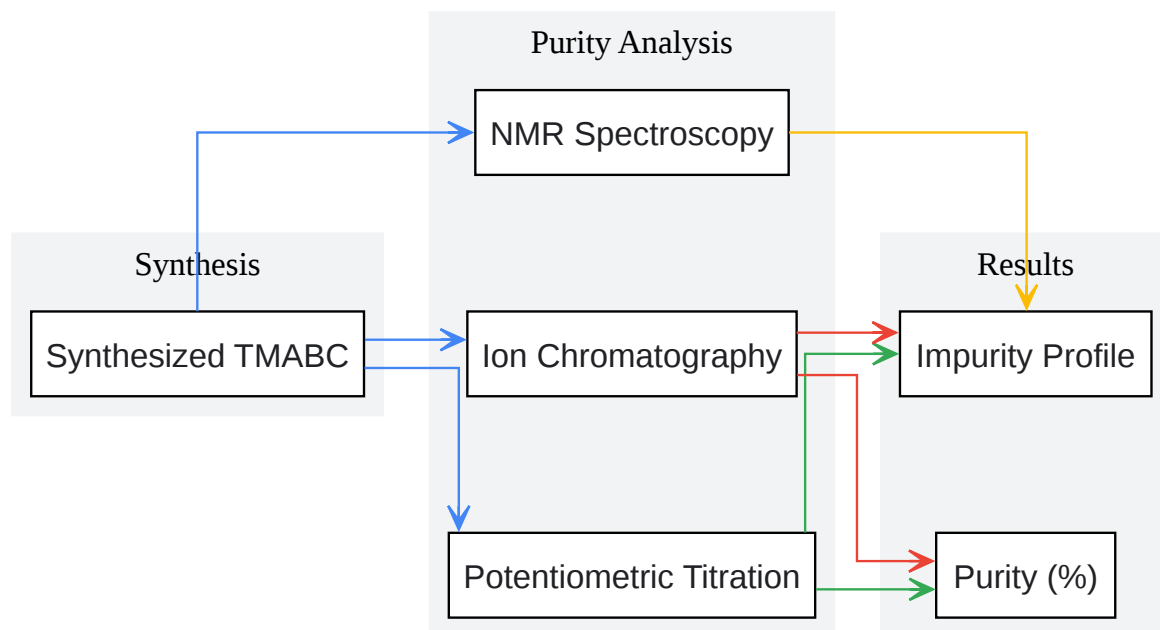 Purity Analysis
NMR Spectroscopy
Synthesis
Results
Synthesized TMABC
Ion Chromatography
Impurity Profile
Potentiometric Titration
Purity (%)